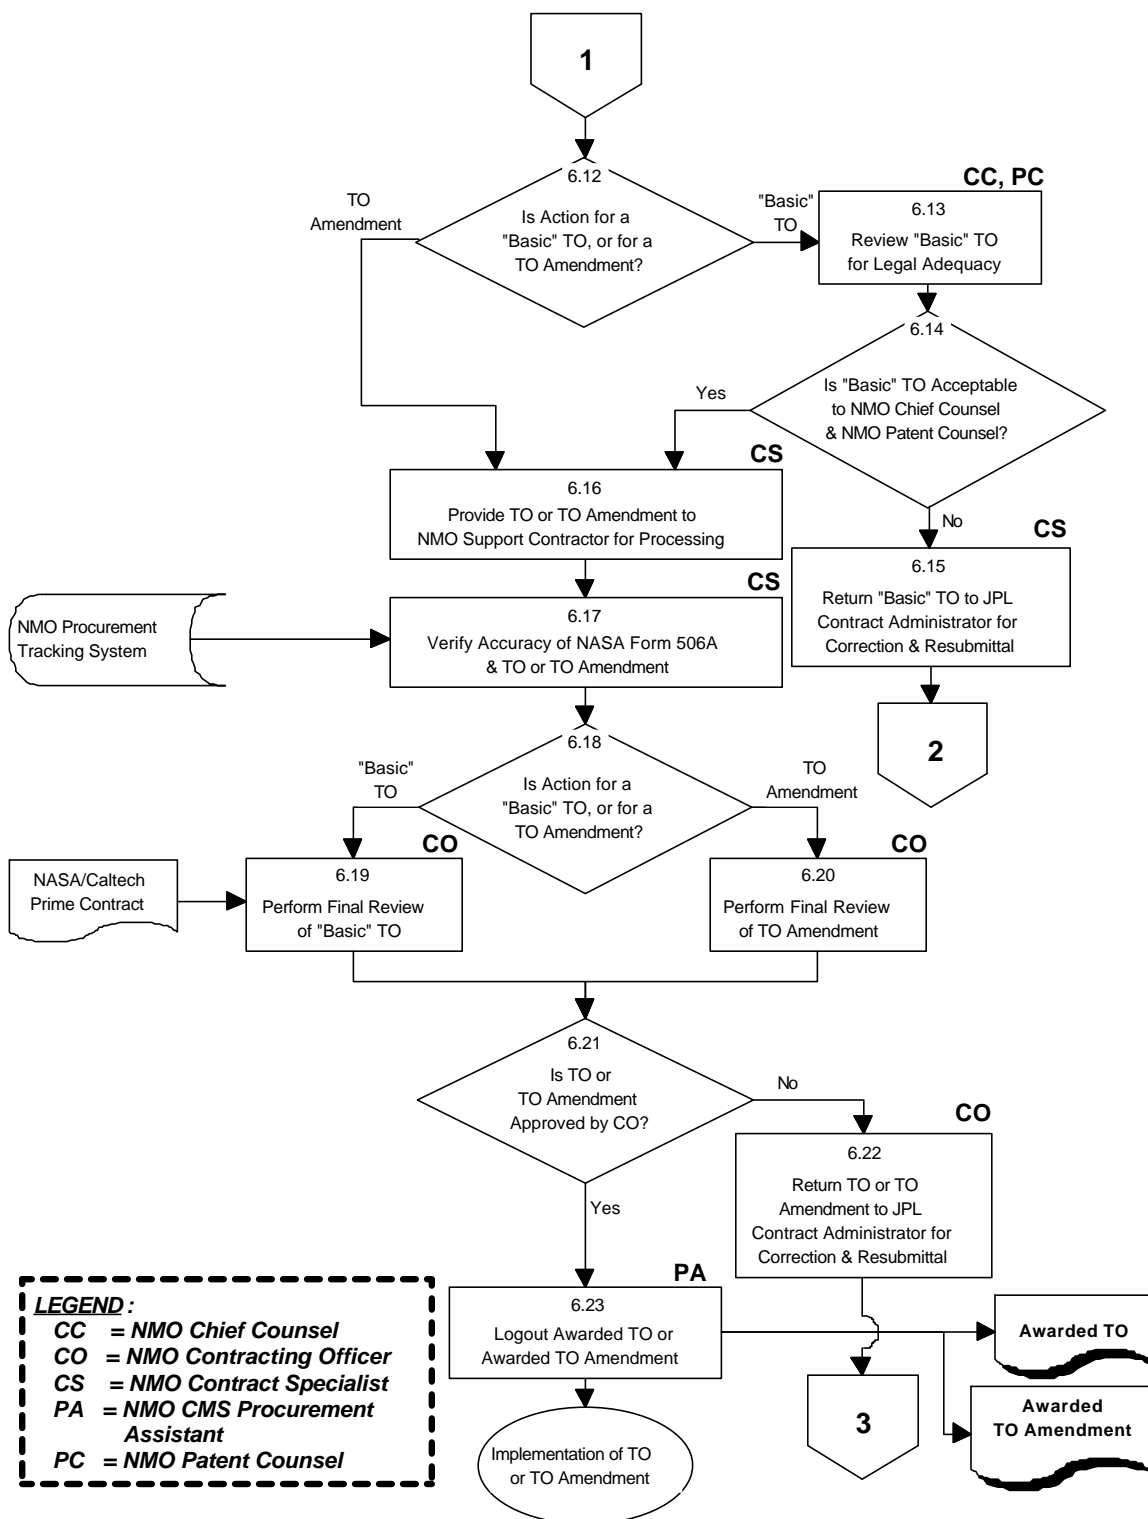 1
6.12
Is Action for a
"Basic" TO, or for a
TO Amendment?
TO
Amendment
"Basic"
TO
CC, PC
6.13
Review "Basic" TO
for Legal Adequacy
6.14
Is "Basic" TO Acceptable
to NMO Chief Counsel
& NMO Patent Counsel?
Yes
No
CS
6.16
Provide TO or TO Amendment to
NMO Support Contractor for Processing
CS
6.15
Return "Basic" TO to JPL
Contract Administrator for
Correction & Resubmittal
2
CS
6.17
Verify Accuracy of NASA Form 506A
& TO or TO Amendment
NMO Procurement
Tracking System
6.18
Is Action for a
"Basic" TO, or for a
TO Amendment?
"Basic"
TO
TO
Amendment
CO
6.19
Perform Final Review
of "Basic" TO
NASA/Caltech
Prime Contract
CO
6.20
Perform Final Review
of TO Amendment
6.21
Is TO or
TO Amendment
Approved by CO?
No
Yes
CO
6.22
Return TO or TO
Amendment to JPL
Contract Administrator for
Correction & Resubmittal
3
PA
6.23
Logout Awarded TO or
Awarded TO Amendment
Awarded TO
Awarded
TO Amendment
Implementation of TO
or TO Amendment
LEGEND :
CC = NMO Chief Counsel
CO = NMO Contracting Officer
CS = NMO Contract Specialist
PA = NMO CMS Procurement
Assistant
PC = NMO Patent Counsel